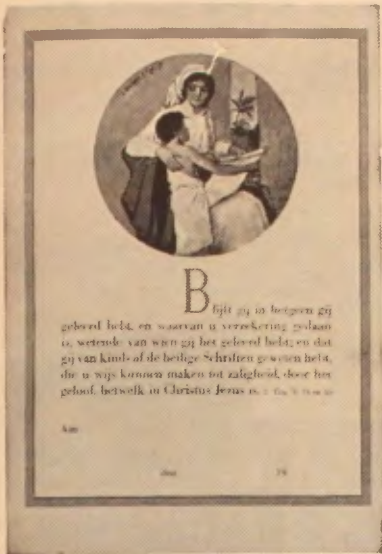 Blijft gij in hetgeen gij
geleerd hebt, en waarvan u verzekering gedaan
is, wetende van wien gij het geleerd hebt; en dat
gij van kinds af de heilige Schriften geweten hebt,
die u wijs kunnen maken tot zaligheid, door het
geloof, hetwelk in Christus Jezus is.
Aan
door
19